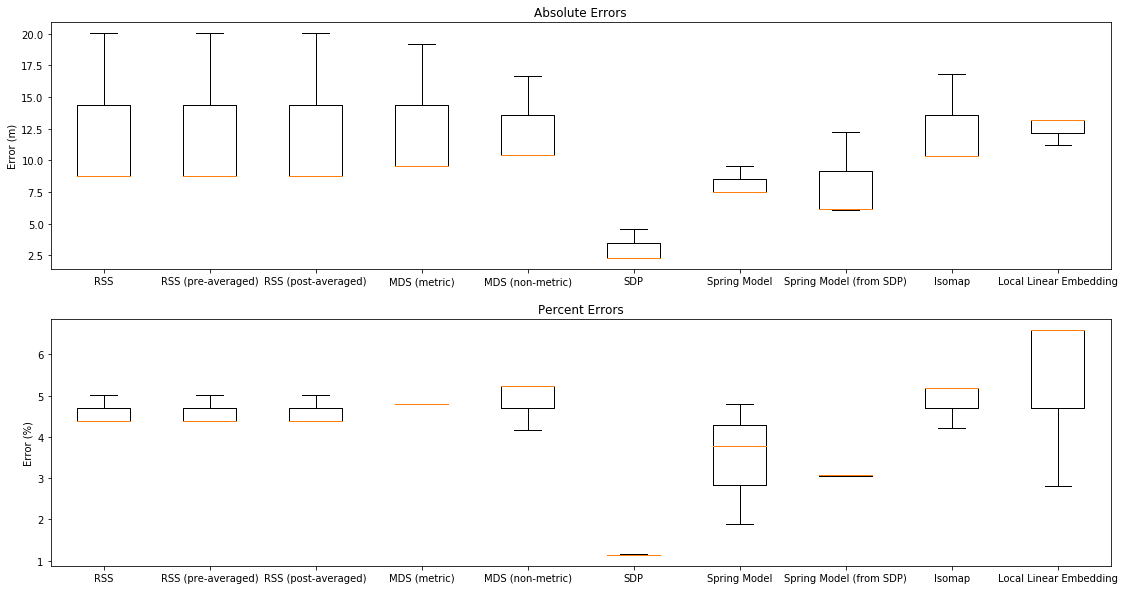 Absolute Errors
20.0
17.5
15.0
12.5
10.0
7.5
5.0
2.5
Error (m)
RSS RSS (pre-averaged) RSS (post-averaged) MDS (metric) MDS (non-metric) SDP Spring Model Spring Model (from SDP) Isomap Local Linear Embedding
Percent Errors
6
5
4
3
2
1
Error (%)
RSS RSS (pre-averaged) RSS (post-averaged) MDS (metric) MDS (non-metric) SDP Spring Model Spring Model (from SDP) Isomap Local Linear Embedding